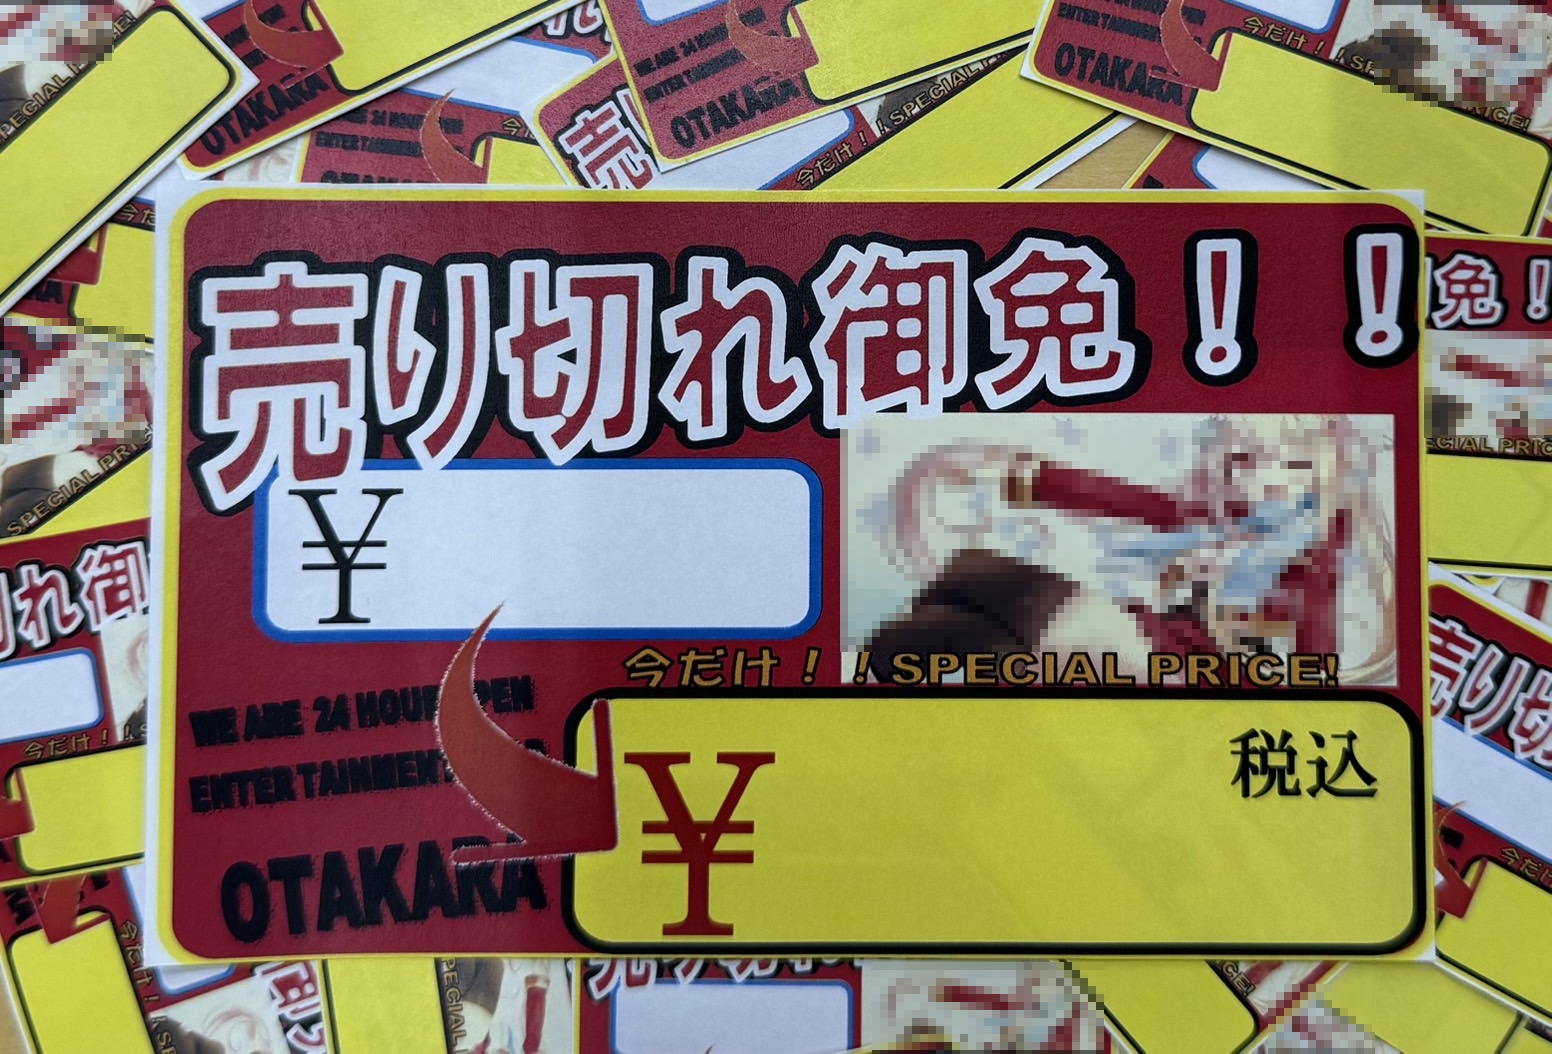 売り切れ御免！！
¥
今だけ！！SPECIAL PRICE!
WE ARE 24 HOUR OPEN
ENTERTAINMENT
OTAKARA
¥
税込